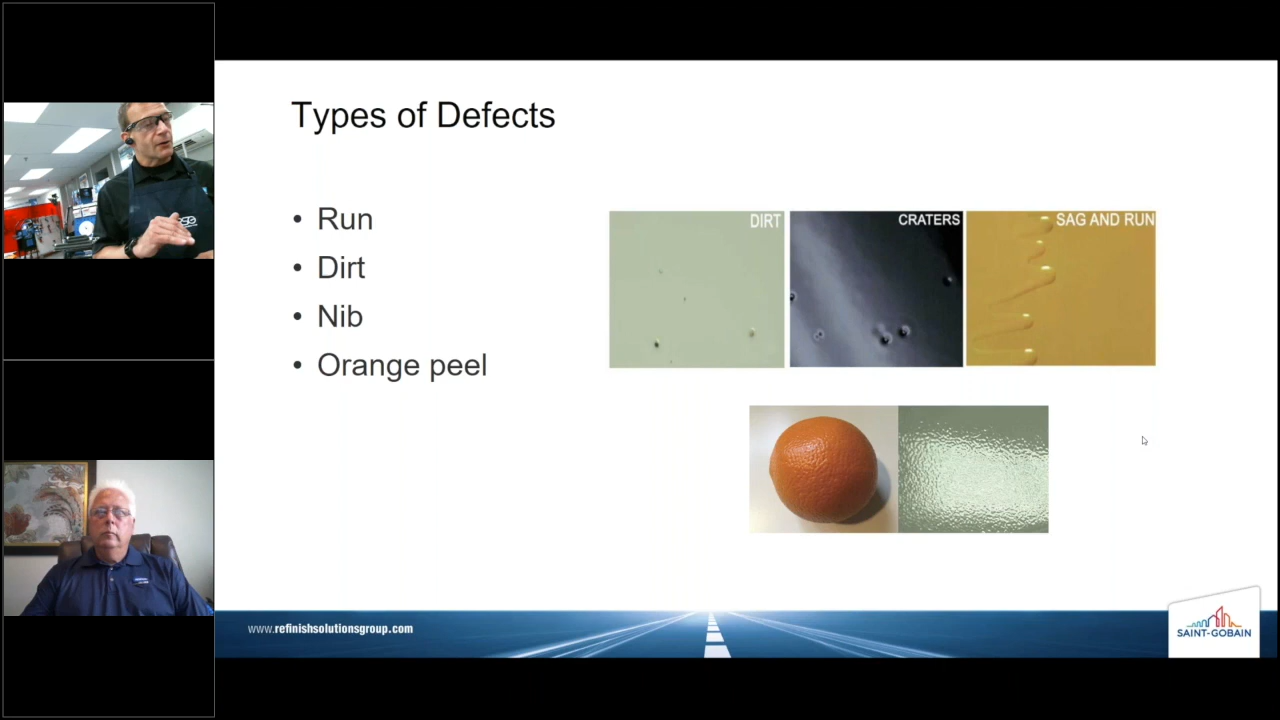 Types of Defects
• Run
• Dirt
• Nib
• Orange peel
DIRT
CRATERS
SAG AND RUN
www.refinishsolutionsgroup.com
SAINT-GOBAIN